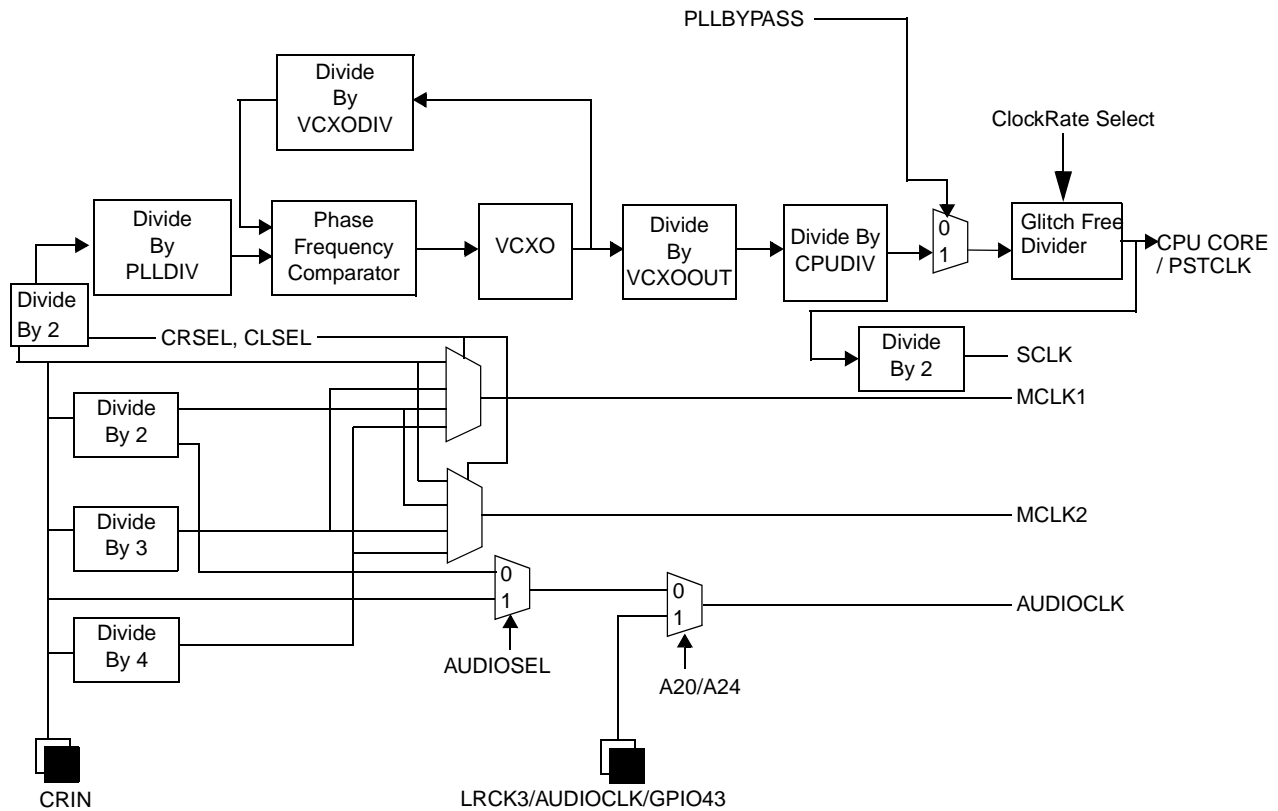 PLLBYPASS
Divide
By
VCXODIV
ClockRate Select
Divide
By
PLLDIV
Phase
Frequency
Comparator
VCXO
Divide
By
VCXOOUT
Divide By
CPUDIV
0
1
Glitch Free
Divider
CPU CORE
/ PSTCLK
Divide
By 2
CRSEL, CLSEL
Divide
By 2
SCLK
MCLK1
Divide
By 2
MCLK2
Divide
By 3
0
1
0
1
AUDIOCLK
Divide
By 4
AUDIOSEL
A20/A24
CRIN
LRCK3/AUDIOCLK/GPIO43